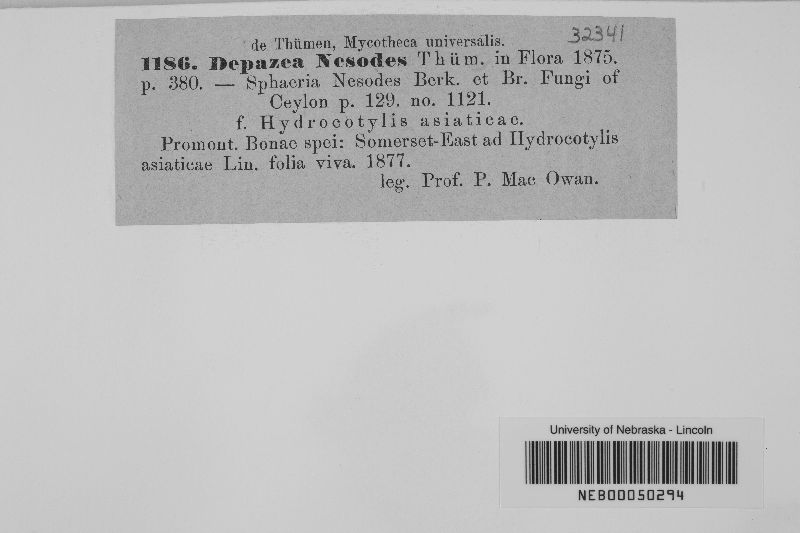 de Thümen, Mycotheca universalis.
32341
1186. Depazea Nesodes Thüm. in Flora 1875.
p. 380. — Sphaeria Nesodes Berk. et Br. Fungi of
Ceylon p. 129. no. 1121.
f. Hydrocotylis asiaticae.
Promont. Bonae spei: Somerset-East ad Hydrocotylis
asiaticae Lin. folia viva. 1877.
leg. Prof. P. Mac Owan.
University of Nebraska - Lincoln
NEB00050294